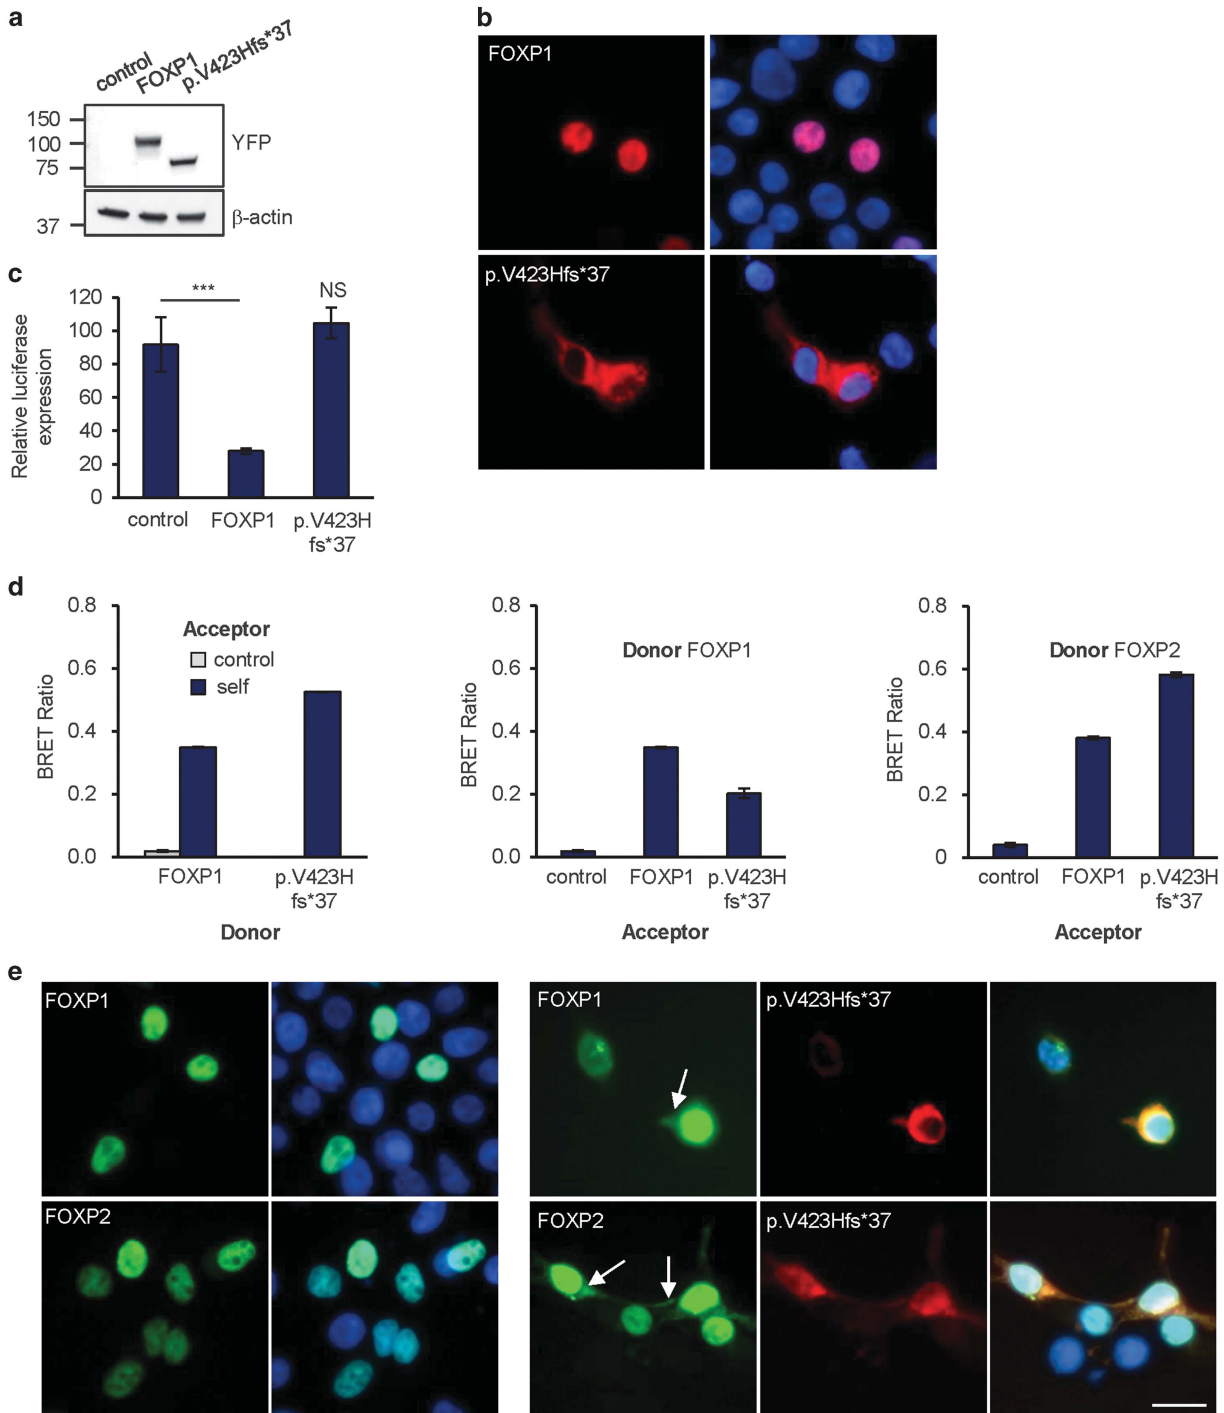 a
control
FOXP1
p.V423Hfs*37
150
100
75
YFP
37
β-actin
b
FOXP1
p.V423Hfs*37
c
Relative luciferase
expression
120
100
80
60
40
20
0
***
NS
control
FOXP1
p.V423H
fs*37
d
BRET Ratio
0.8
0.6
0.4
0.2
0.0
Acceptor
control
self
FOXP1
p.V423H
fs*37
Donor
BRET Ratio
0.8
0.6
0.4
0.2
0.0
Donor FOXP1
control
FOXP1
p.V423H
fs*37
Acceptor
BRET Ratio
0.8
0.6
0.4
0.2
0
Donor FOXP2
control
FOXP1
p.V423H
fs*37
Acceptor
e
FOXP1
FOXP1
p.V423Hfs*37
FOXP2
FOXP2
p.V423Hfs*37